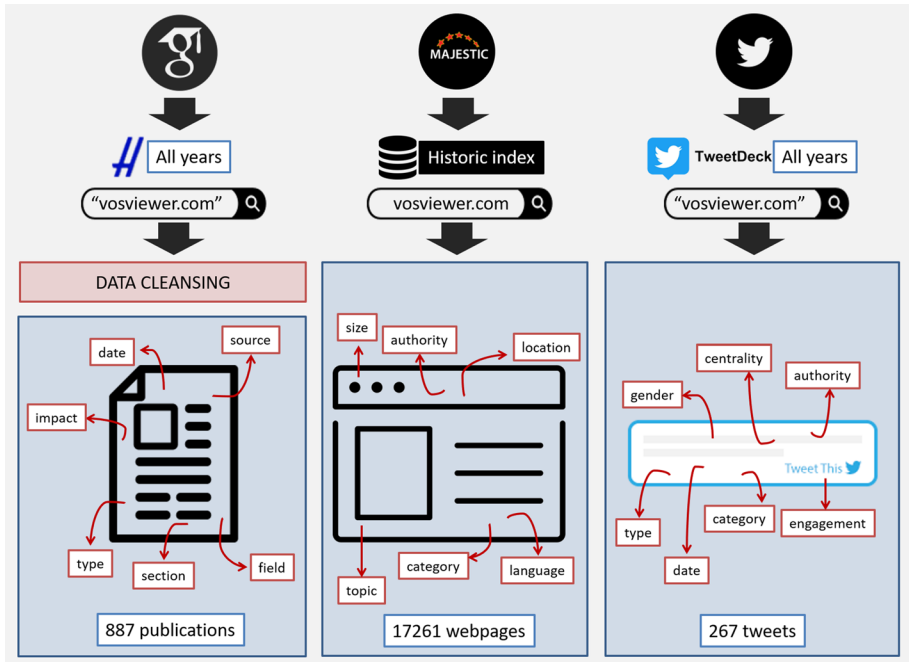 g
MAJESTIC
H
All years
Historic index
TweetDeck
All years
“vosviewer.com”
vosviewer.com
“vosviewer.com”
DATA CLEANSING
date
source
impact
type
section
field
887 publications
size
authority
location
topic
category
language
17261 webpages
centrality
authority
gender
Tweet This
type
category
engagement
date
267 tweets